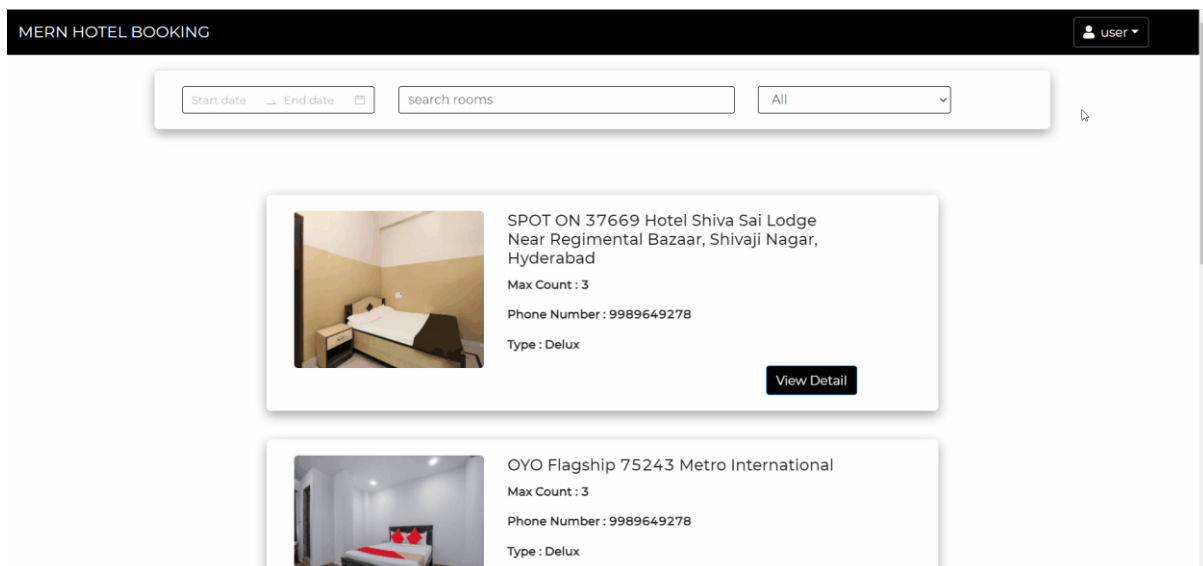 MERN HOTEL BOOKING
user
Start date
End date
search rooms
All
SPOT ON 37669 Hotel Shiva Sai Lodge
Near Regimental Bazaar, Shivaji Nagar,
Hyderabad
Max Count : 3
Phone Number : 9989649278
Type : Delux
View Detail
OYO Flagship 75243 Metro International
Max Count : 3
Phone Number : 9989649278
Type : Delux